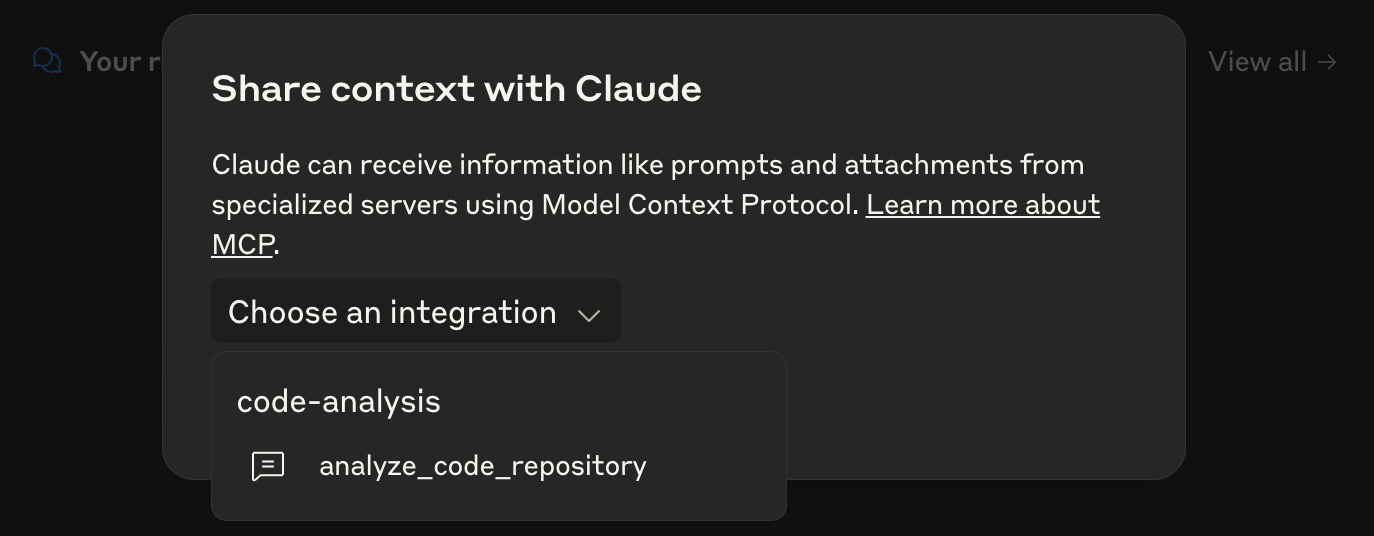 Your r
View all →
Share context with Claude
Claude can receive information like prompts and attachments from
specialized servers using Model Context Protocol. Learn more about
MCP.
Choose an integration
code-analysis
analyze_code_repository